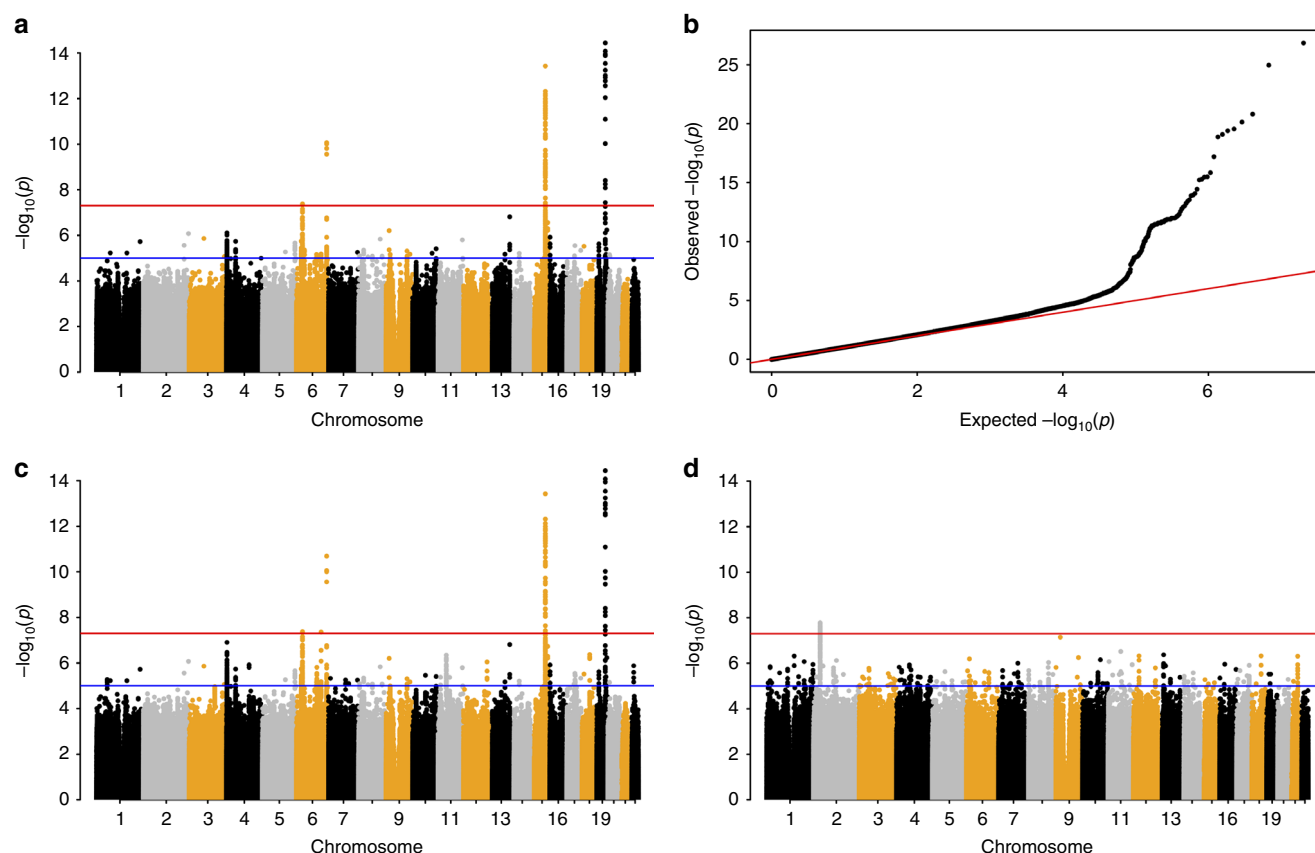 a
14
12
10
8
6
4
2
0
–log10(p)
1 2 3 4 5 6 7 9 11 13 16 19
Chromosome
b
25
20
15
10
5
0
Observed –log10(p)
0 2 4 6
Expected –log10(p)
c
14
12
10
8
6
4
2
0
–log10(p)
1 2 3 4 5 6 7 9 11 13 16 19
Chromosome
d
14
12
10
8
6
4
2
0
–log10(p)
1 2 3 4 5 6 7 9 11 13 16 19
Chromosome